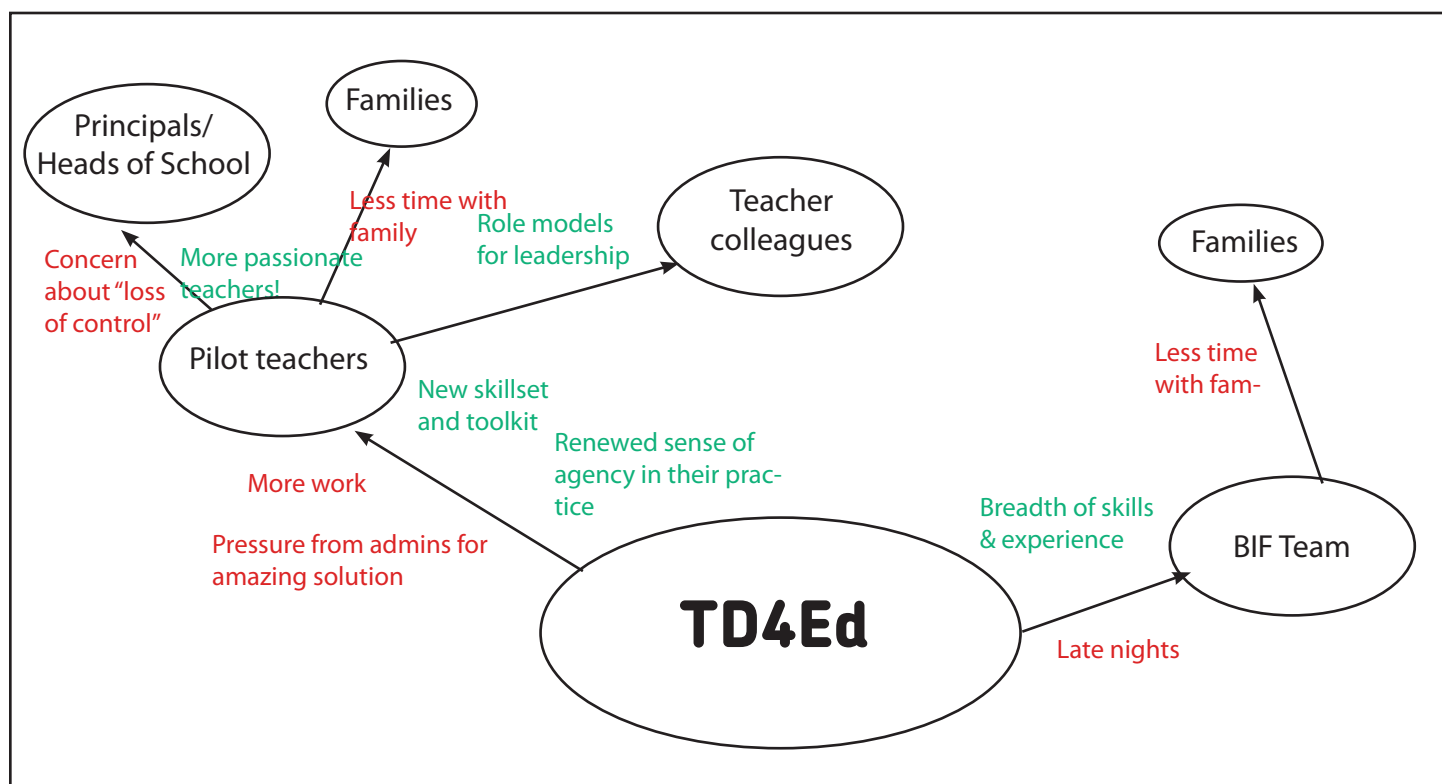 Families
Principals/
Heads of School
Less time with
family
Role models
for leadership
Teacher
colleagues
Families
Concern
about “loss
of control”
More passionate
teachers!
Pilot teachers
New skillset
and toolkit
Less time
with fam-
Renewed sense of
agency in their prac-
tice
More work
Pressure from admins for
amazing solution
Breadth of skills
& experience
BIF Team
TD4Ed
Late nights